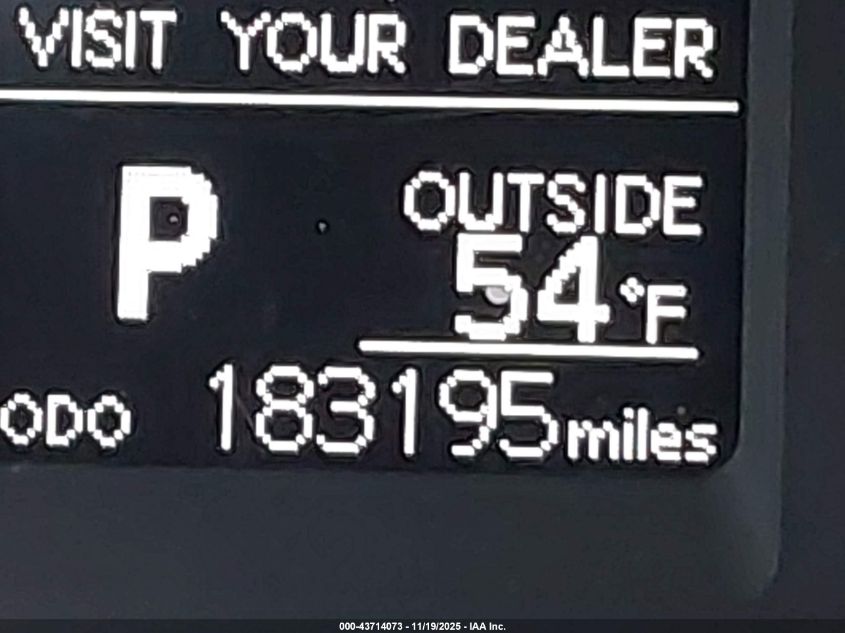 VISIT YOUR DEALER
P
OUTSIDE
54°F
ODO 183195 miles
000-43714073 - 11/19/2025 - IAA Inc.